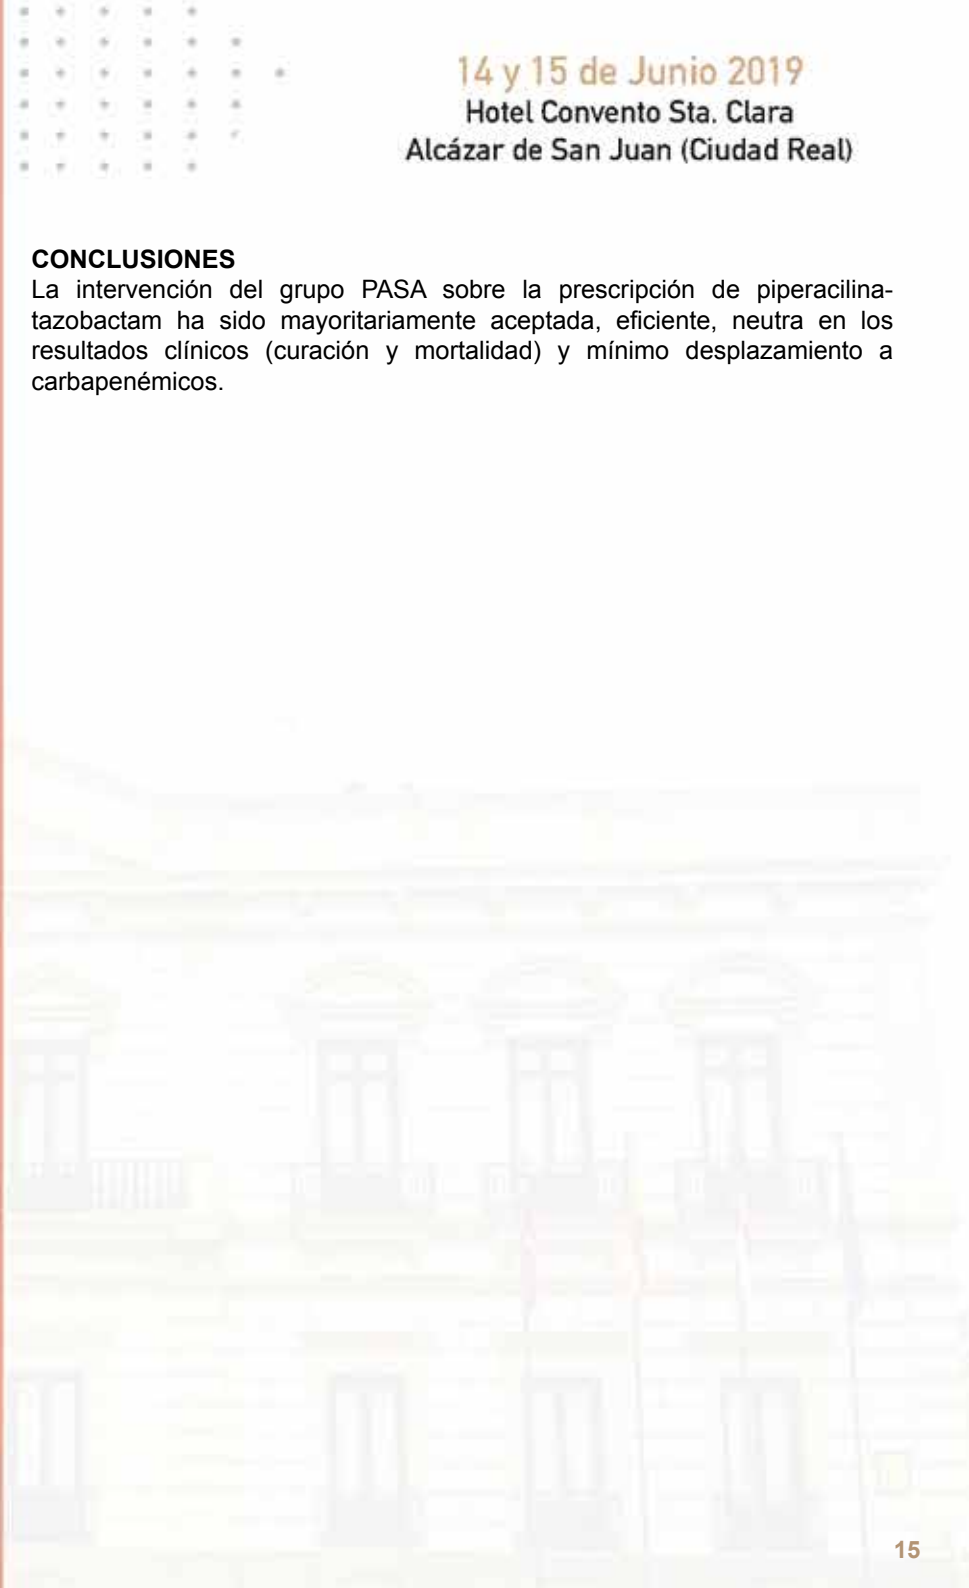 14 y 15 de Junio 2019
Hotel Convento Sta. Clara
Alcázar de San Juan (Ciudad Real)
CONCLUSIONES
La intervención del grupo PASA sobre la prescripción de piperacilina-
tazobactam ha sido mayoritariamente aceptada, eficiente, neutra en los
resultados clínicos (curación y mortalidad) y mínimo desplazamiento a
carbapenémicos.
15